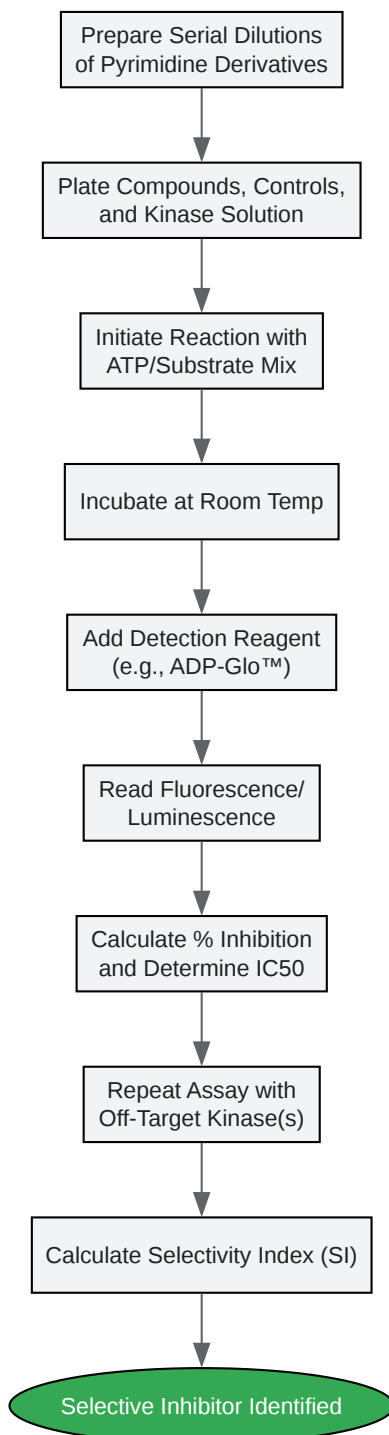 Prepare Serial Dilutions
of Pyrimidine Derivatives
Plate Compounds, Controls,
and Kinase Solution
Initiate Reaction with
ATP/Substrate Mix
Incubate at Room Temp
Add Detection Reagent
(e.g., ADP-Glo™)
Read Fluorescence/
Luminescence
Calculate % Inhibition
and Determine IC50
Repeat Assay with
Off-Target Kinase(s)
Calculate Selectivity Index (SI)
Selective Inhibitor Identified